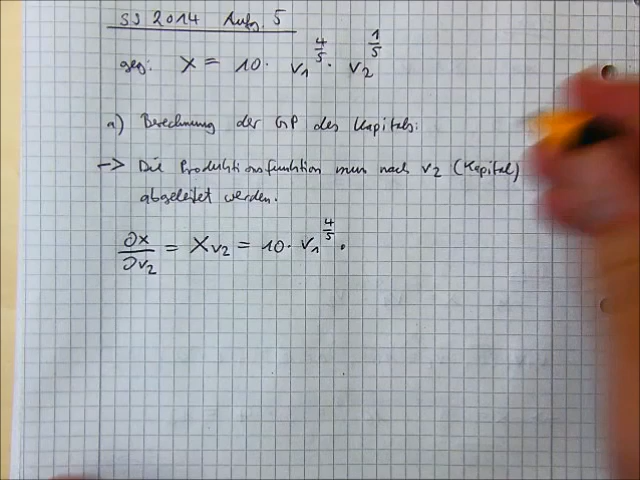 SS 2014 Aufg. 5
geg: X = 10 · v₁^(4/5) · v₂^(1/5)
a) Berechnung der GP des Kapitals:
-> Die Produktionsfunktion muss nach v₂ (Kapital)
abgeleitet werden.
∂x/∂v₂ = Xv₂ = 10 · v₁^(4/5) ·